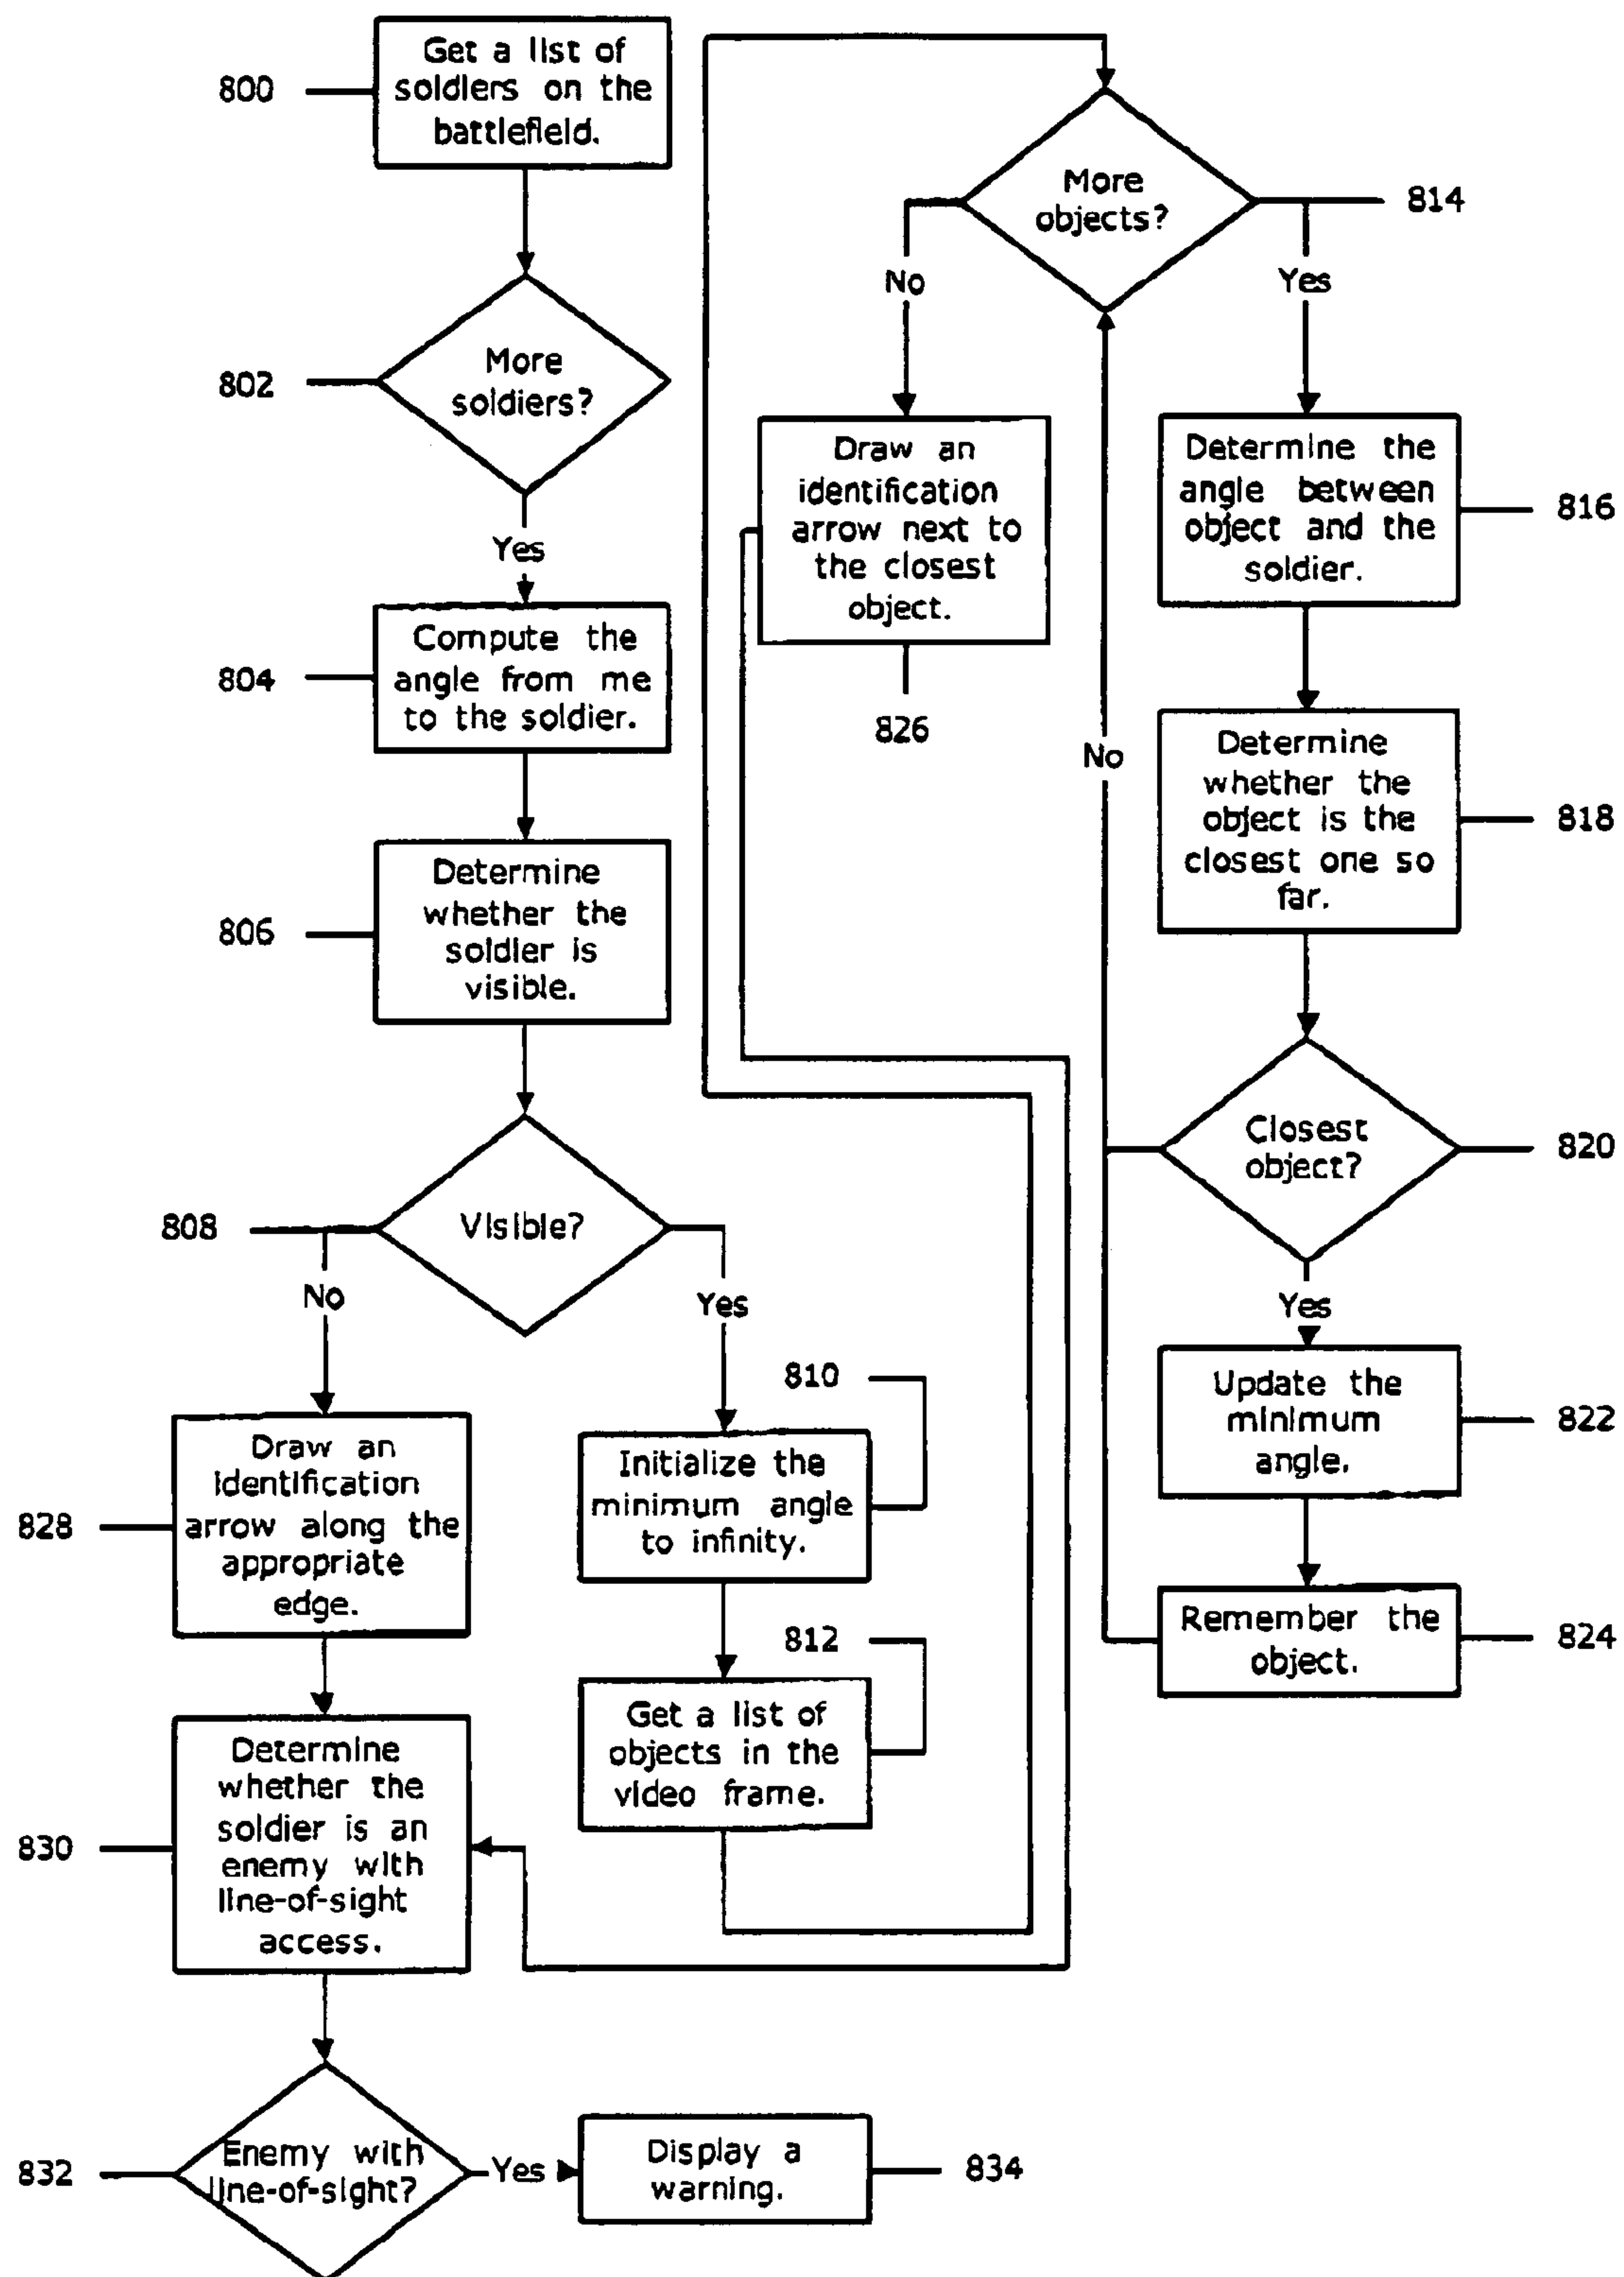 800
Get a list of
soldiers on the
battlefield.
802
More
soldiers?
Yes
804
Compute the
angle from me
to the soldier.
806
Determine
whether the
soldier is
visible.
808
Visible?
No
Yes
810
Initialize the
minimum angle
to infinity.
812
Get a list of
objects in the
video frame.
814
More
objects?
No
Yes
816
Determine the
angle between
object and the
soldier.
818
Determine
whether the
object is the
closest one so
far.
820
Closest
object?
No
Yes
822
Update the
minimum
angle.
824
Remember the
object.
Draw an
identification
arrow next to
the closest
object.
826
828
Draw an
identification
arrow along the
appropriate
edge.
830
Determine
whether the
soldier is an
enemy with
line-of-sight
access.
832
Enemy with
line-of-sight?
Yes
Display a
warning.
834